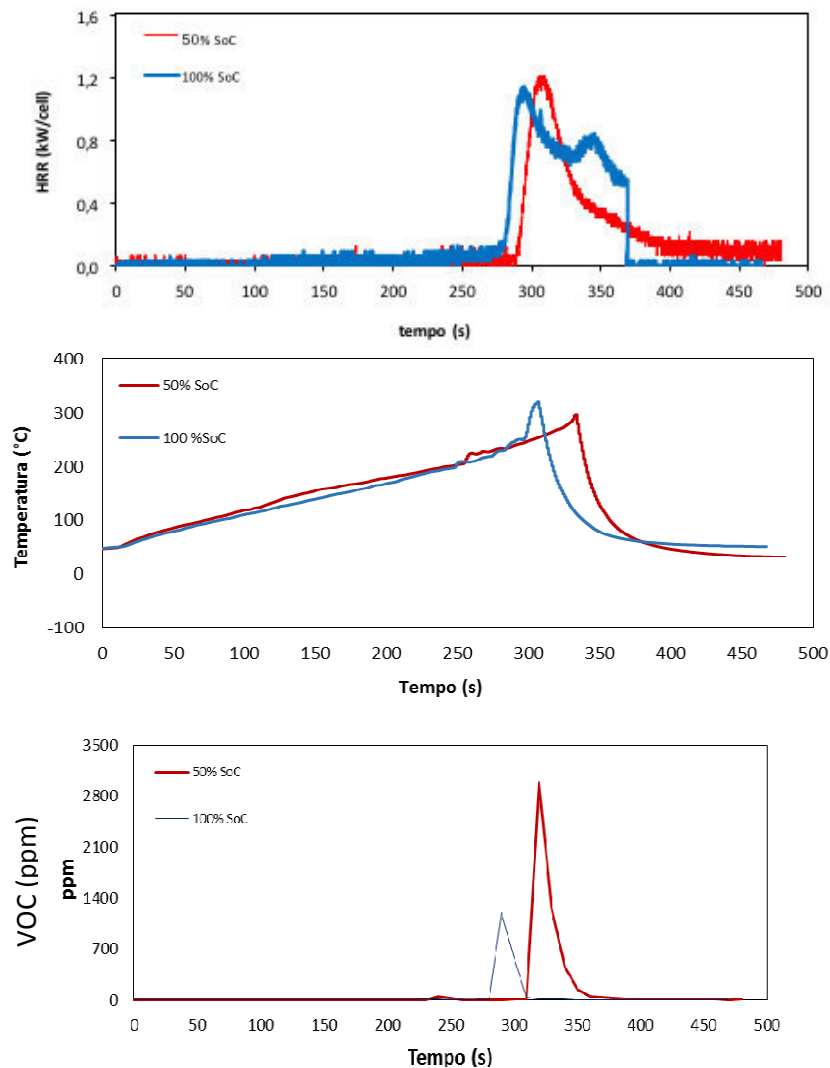 1,6
1,2
0,8
0,4
0,0
HRR (kW/cell)
50% SoC
100% SoC
0 50 100 150 200 250 300 350 400 450 500
tempo (s)
400
300
200
100
0
-100
Temperatura (°C)
50% SoC
100 %SoC
0 50 100 150 200 250 300 350 400 450 500
Tempo (s)
3500
2800
2100
1400
700
0
VOC (ppm)
ppm
50% SoC
100% SoC
0 50 100 150 200 250 300 350 400 450 500
Tempo (s)